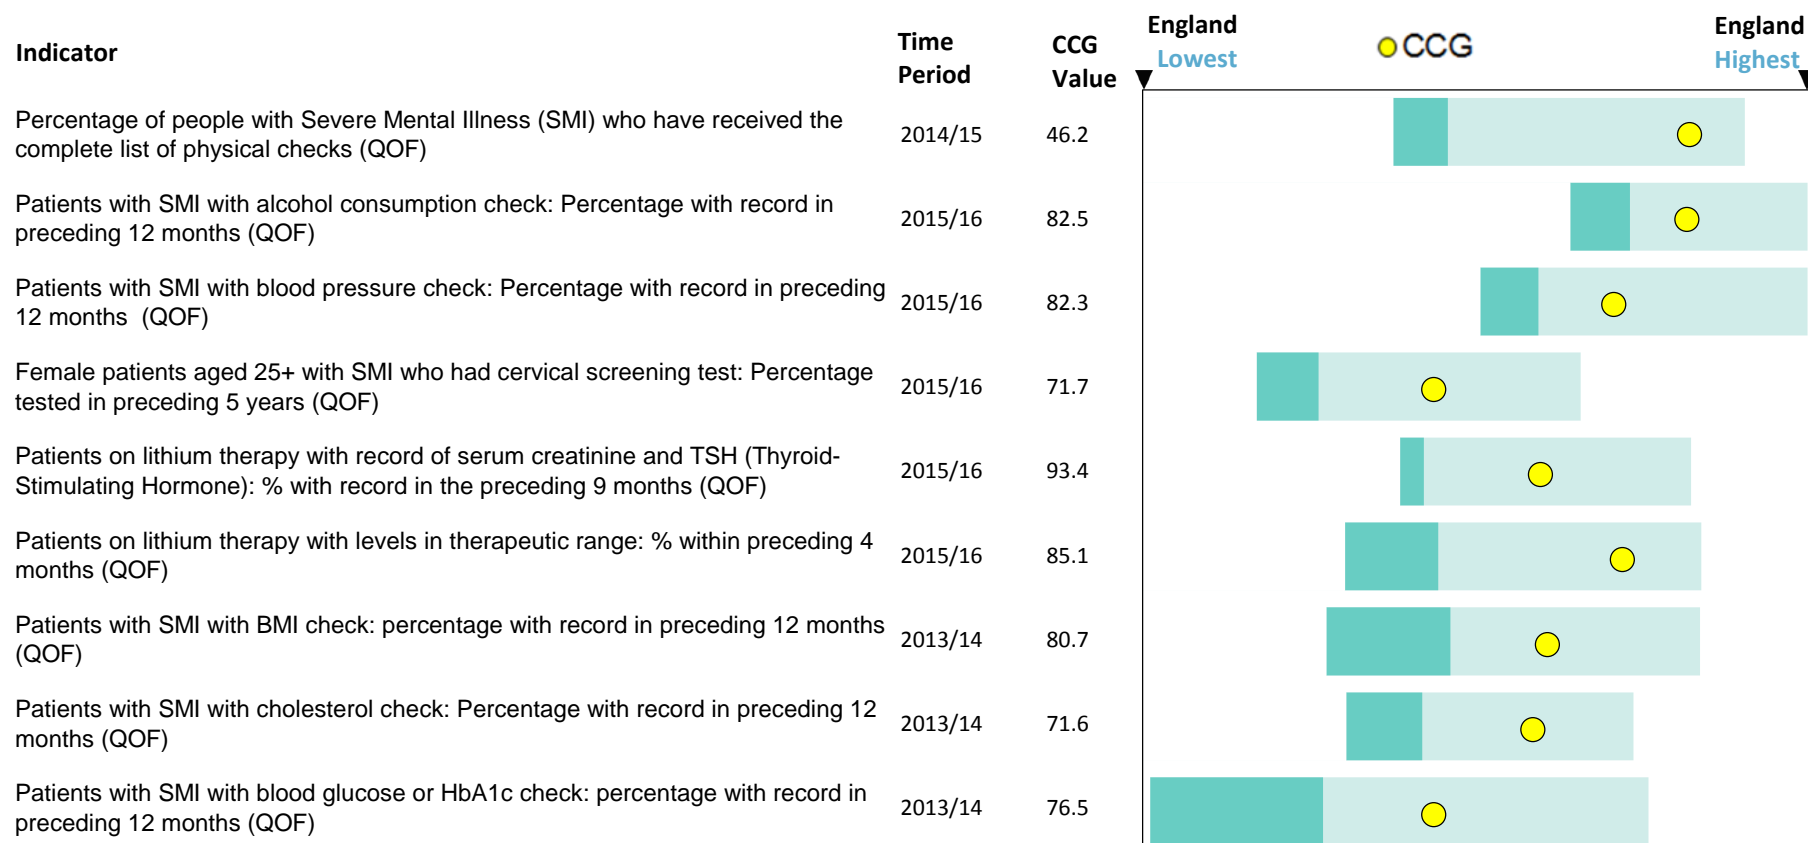 Indicator
Time Period
CCG Value
England Lowest
CCG
England Highest
Percentage of people with Severe Mental Illness (SMI) who have received the
complete list of physical checks (QOF)
2014/15
46.2
Patients with SMI with alcohol consumption check: Percentage with record in
preceding 12 months (QOF)
2015/16
82.5
Patients with SMI with blood pressure check: Percentage with record in preceding
12 months (QOF)
2015/16
82.3
Female patients aged 25+ with SMI who had cervical screening test: Percentage
tested in preceding 5 years (QOF)
2015/16
71.7
Patients on lithium therapy with record of serum creatinine and TSH (Thyroid-
Stimulating Hormone): % with record in the preceding 9 months (QOF)
2015/16
93.4
Patients on lithium therapy with levels in therapeutic range: % within preceding 4
months (QOF)
2015/16
85.1
Patients with SMI with BMI check: percentage with record in preceding 12 months
(QOF)
2013/14
80.7
Patients with SMI with cholesterol check: Percentage with record in preceding 12
months (QOF)
2013/14
71.6
Patients with SMI with blood glucose or HbA1c check: percentage with record in
preceding 12 months (QOF)
2013/14
76.5